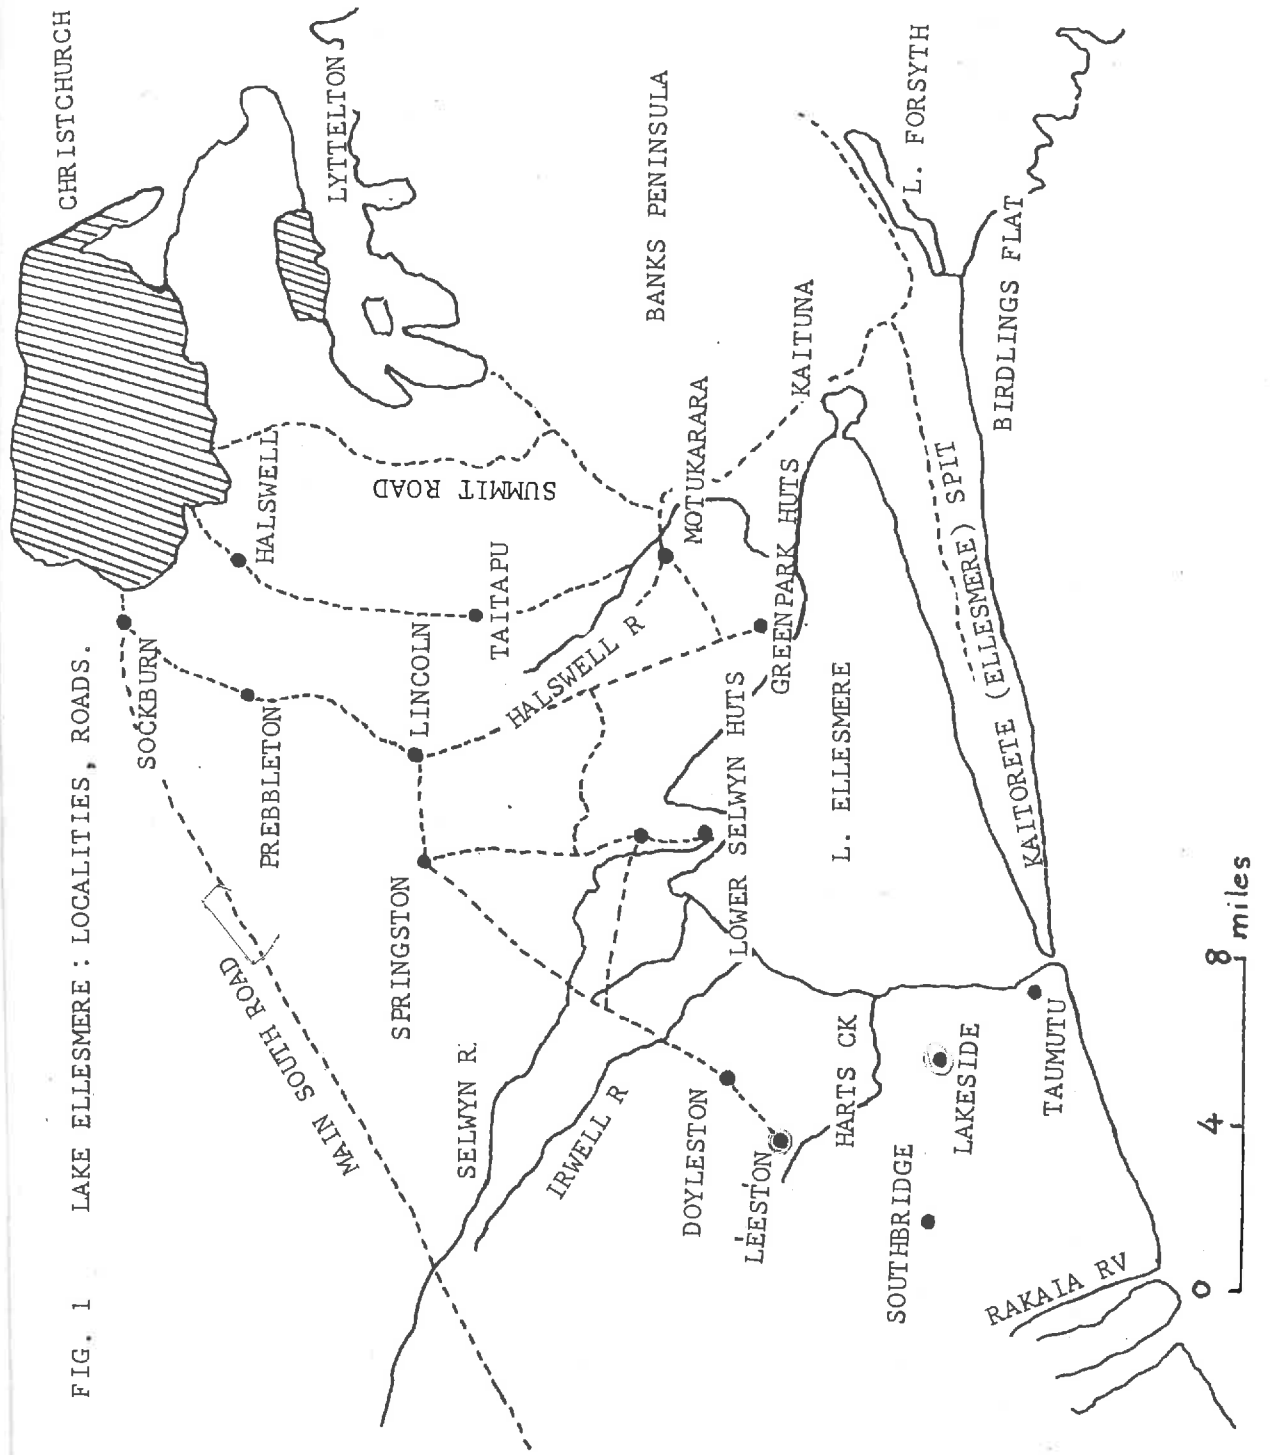 FIG. 1 LAKE ELLESMERE : LOCALITIES, ROADS.
CHRISTCHURCH
LYTTELTON
SOCKBURN
HALSWELL
PREBBLETON
SUMMIT ROAD
MAIN SOUTH ROAD
LINCOLN
TAITAPU
SPRINGSTON
BANKS PENINSULA
SELWYN R.
HALSWELL R
MOTUKARARA
IRWELL R
KAITUNA
GREENPARK HUTS
LOWER SELWYN HUTS
DOYLESTON
LEESTON
L. ELLESMERE
HARTS CK
L. FORSYTH
LAKESIDE
SOUTHBRIDGE
BIRDLINGS FLAT
KAITORETE (ELLESMERE) SPIT
TAUMUTU
RAKAIA RV
0 4 8 miles